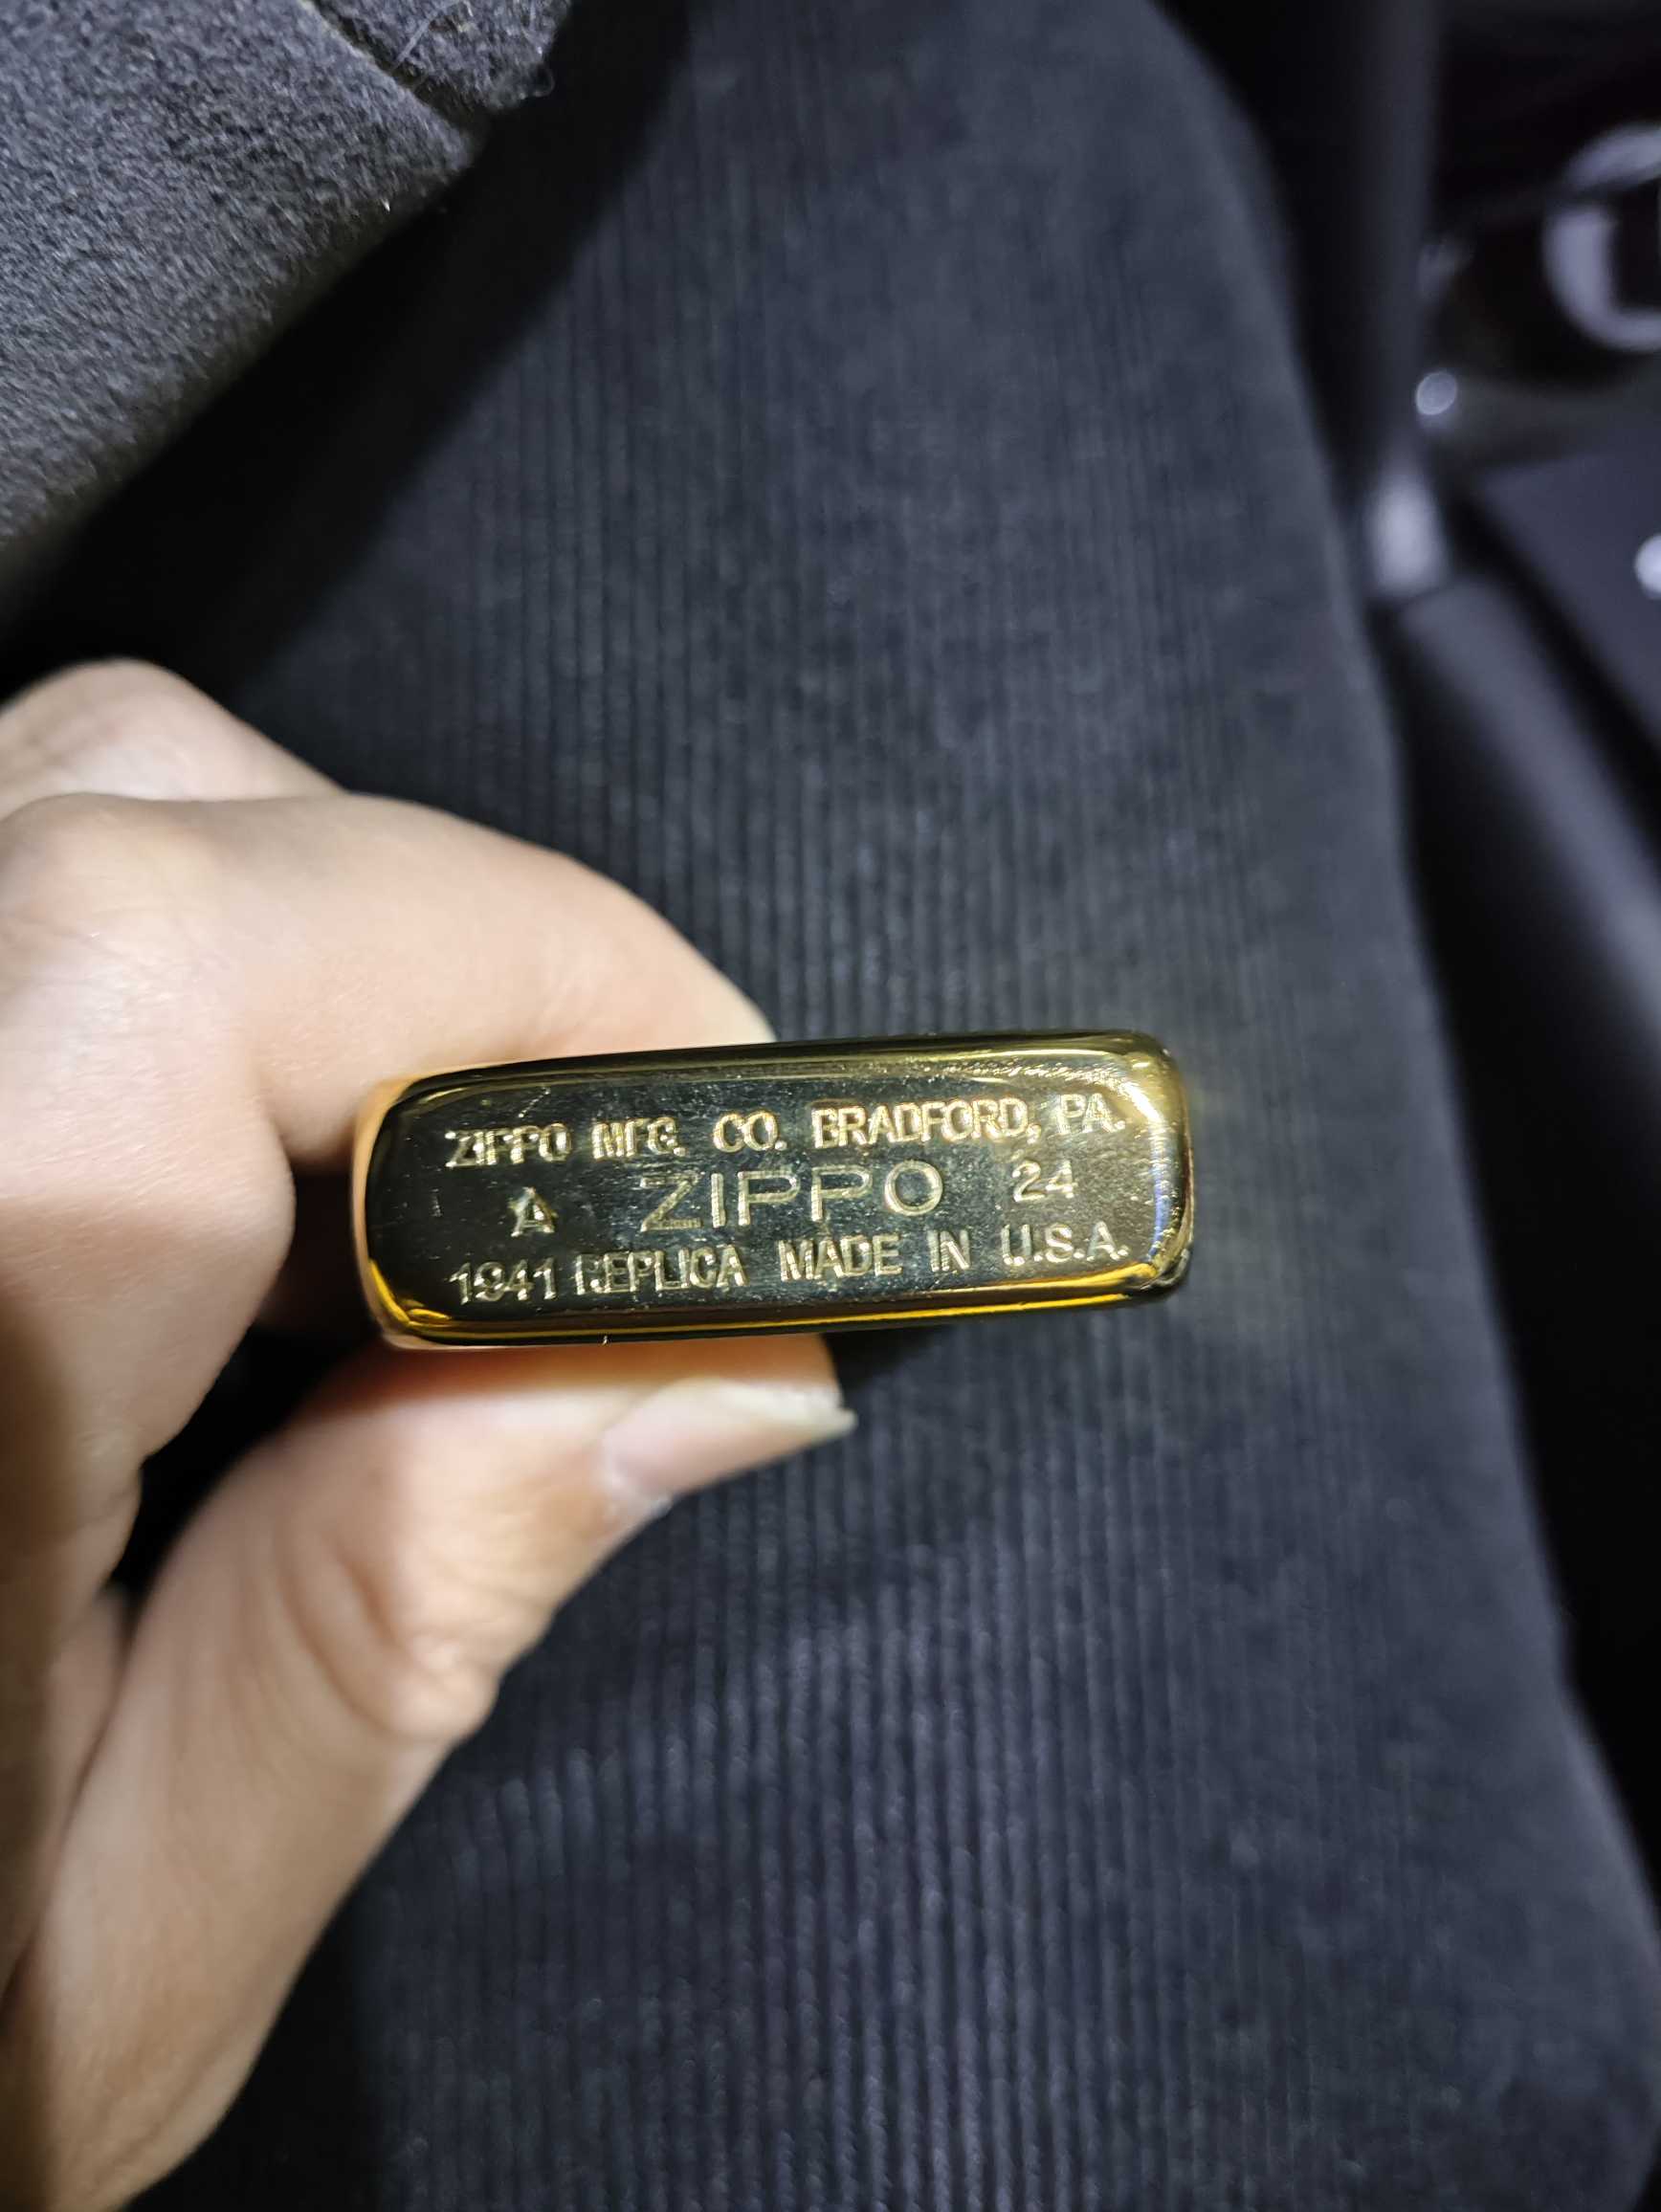 ZIPPO MFG. CO. BRADFORD, PA.
A ZIPPO 24
1941 REPLICA MADE IN U.S.A.